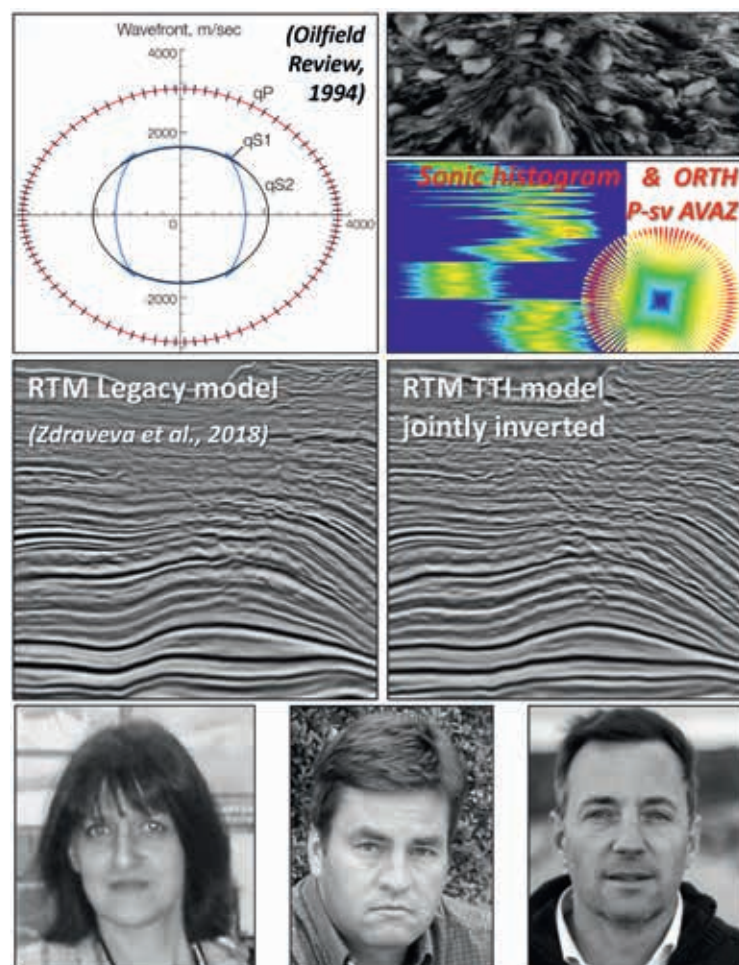 Wavefront, m/sec
4000
(Oilfield
Review,
1994)
qP
2000
qS1
qS2
0
4000
-2000
Sonic histogram & ORTH
P-sv AVAZ
RTM Legacy model
(Zdraveva et al., 2018)
RTM TTI model
jointly inverted